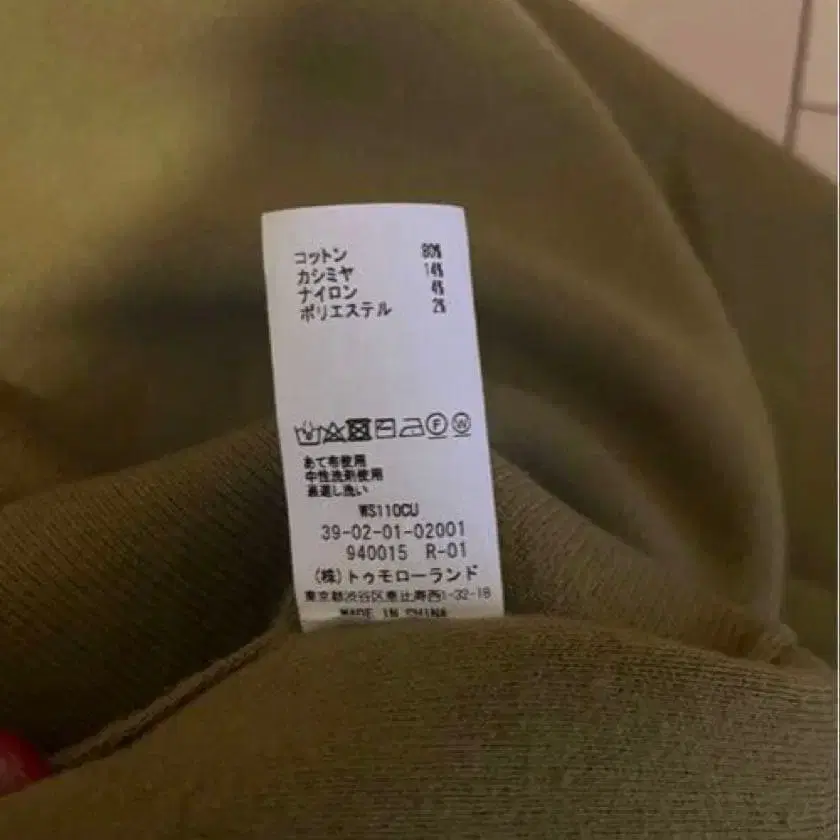 コットン 80%
カシミヤ 14%
ナイロン 4%
ポリエステル 2%
F W
あて布使用
中性洗剤使用
裏返し洗い
WS110CU
39-02-01-02001
940015 R-01
(株)トゥモローランド
東京都渋谷区恵比寿西1-32-18
MADE IN CHINA